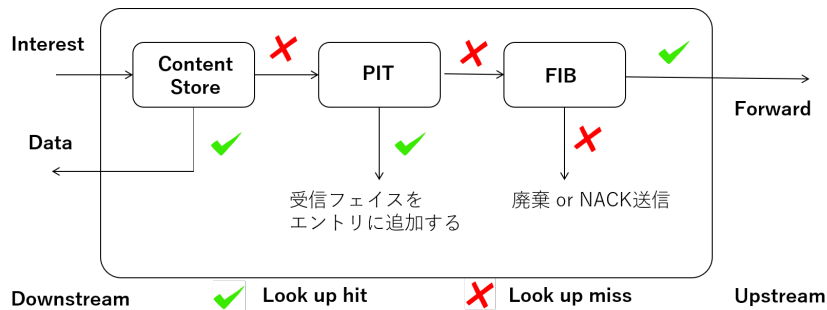 Interest
Content
Store
PIT
FIB
Forward
Data
受信フェイスを
エントリに追加する
廃棄 or NACK送信
Downstream
Look up hit
Look up miss
Upstream